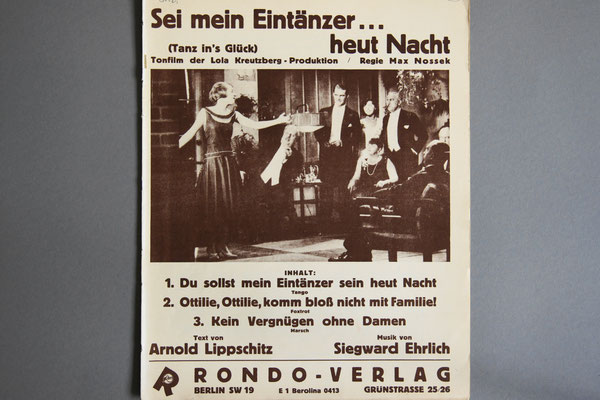 Sei mein Eintänzer...
(Tanz in's Glück) heut Nacht
Tonfilm der Lola Kreutzberg-Produktion / Regie Max Nossek
INHALT:
1. Du sollst mein Eintänzer sein heut Nacht
Tango
2. Ottilie, Ottilie, komm bloß nicht mit Familie!
Foxtrot
3. Kein Vergnügen ohne Damen
Marsch
Text von Musik von
Arnold Lippschitz Siegward Ehrlich
RONDO-VERLAG
BERLIN SW 19 E 1 Berolina 0413 GRÜNSTRASSE 25-26